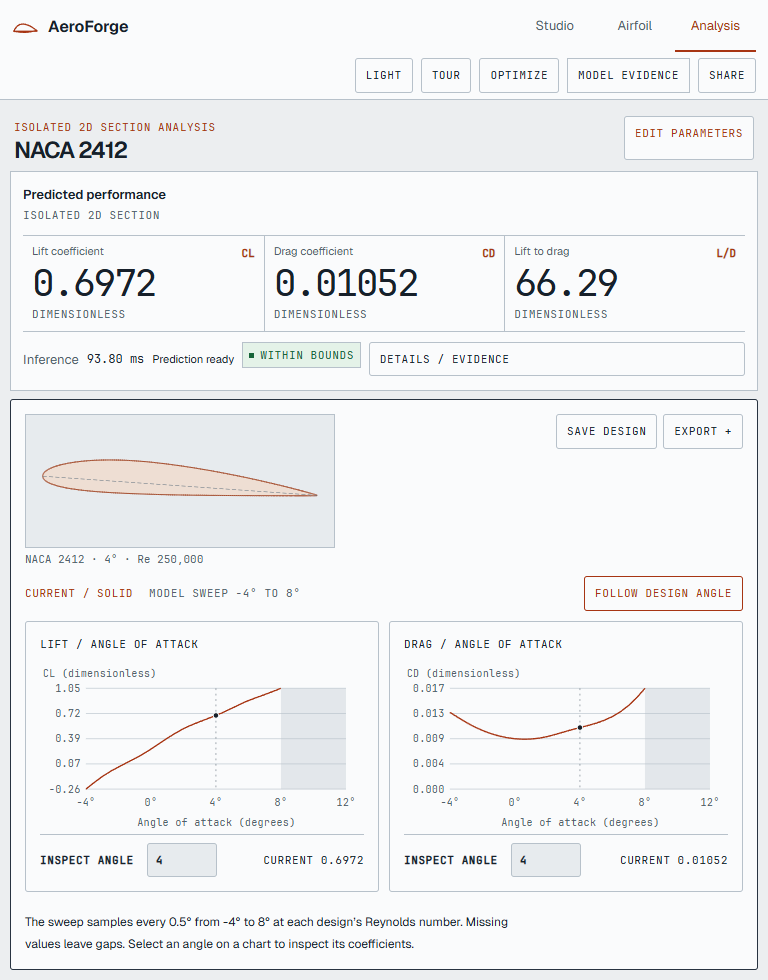 AeroForge
Studio
Airfoil
Analysis
LIGHT
TOUR
OPTIMIZE
MODEL EVIDENCE
SHARE
ISOLATED 2D SECTION ANALYSIS
NACA 2412
EDIT PARAMETERS
Predicted performance
ISOLATED 2D SECTION
Lift coefficient
CL
0.6972
DIMENSIONLESS
Drag coefficient
CD
0.01052
DIMENSIONLESS
Lift to drag
L/D
66.29
DIMENSIONLESS
Inference 93.80 ms Prediction ready
WITHIN BOUNDS
DETAILS / EVIDENCE
SAVE DESIGN
EXPORT +
NACA 2412 · 4° · Re 250,000
CURRENT / SOLID
MODEL SWEEP -4° TO 8°
FOLLOW DESIGN ANGLE
LIFT / ANGLE OF ATTACK
CL (dimensionless)
1.05
0.72
0.39
0.07
-0.26
-4°
0°
4°
8°
12°
Angle of attack (degrees)
INSPECT ANGLE
4
CURRENT 0.6972
DRAG / ANGLE OF ATTACK
CD (dimensionless)
0.017
0.013
0.009
0.004
0.000
-4°
0°
4°
8°
12°
Angle of attack (degrees)
INSPECT ANGLE
4
CURRENT 0.01052
The sweep samples every 0.5° from -4° to 8° at each design's Reynolds number. Missing
values leave gaps. Select an angle on a chart to inspect its coefficients.